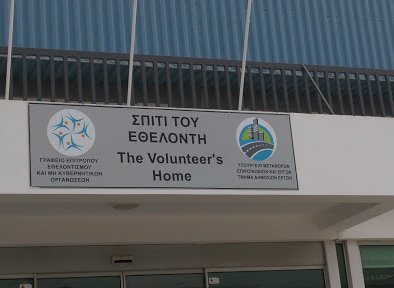 ΣΠΙΤΙ ΤΟΥ
ΕΘΕΛΟΝΤΗ
The Volunteer's
Home
ΓΡΑΦΕΙΟ ΕΠΙΤΡΟΠΟΥ
ΕΘΕΛΟΝΤΙΣΜΟΥ
ΚΑΙ ΜΗ ΚΥΒΕΡΝΗΤΙΚΩΝ
ΟΡΓΑΝΩΣΕΩΝ
ΥΠΟΥΡΓΕΙΟ ΜΕΤΑΦΟΡΩΝ
ΕΠΙΚΟΙΝΩΝΙΩΝ ΚΑΙ ΕΡΓΩΝ
ΤΜΗΜΑ ΔΗΜΟΣΙΩΝ ΕΡΓΩΝ